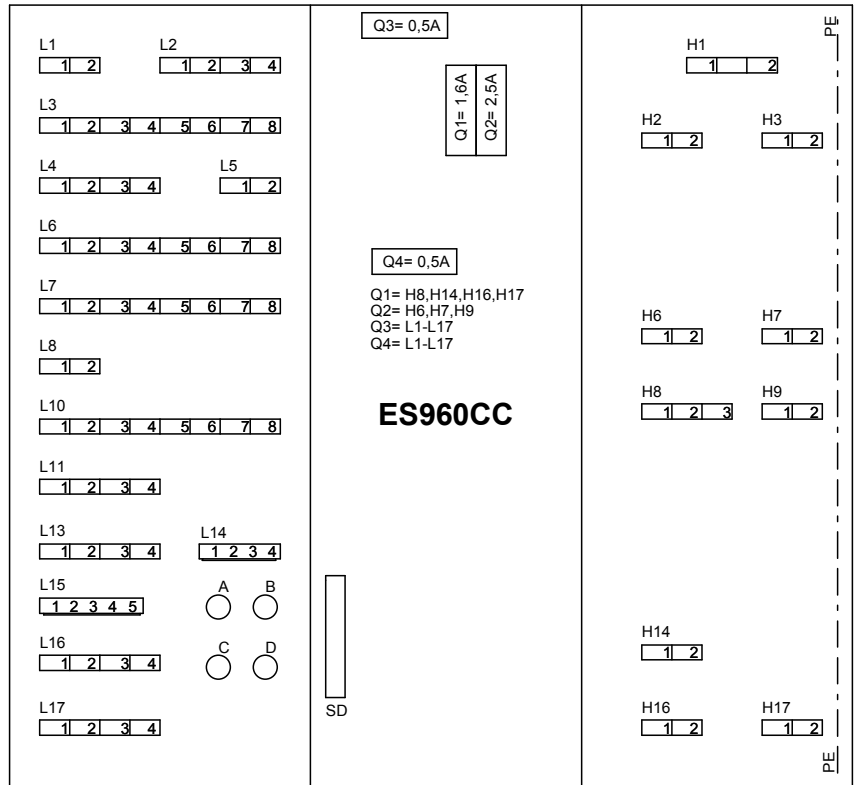 L1 L2
1 2 1 2 3 4
L3
1 2 3 4 5 6 7 8
L4 L5
1 2 3 4 1 2
L6
1 2 3 4 5 6 7 8
L7
1 2 3 4 5 6 7 8
L8
1 2
L10
1 2 3 4 5 6 7 8
L11
1 2 3 4
L13 L14
1 2 3 4 1 2 3 4
L15 A B
1 2 3 4 5
L16 C D
1 2 3 4
L17
1 2 3 4
Q3= 0,5A
Q1= 1,6A
Q2= 2,5A
Q4= 0,5A
Q1= H8,H14,H16,H17
Q2= H6,H7,H9
Q3= L1-L17
Q4= L1-L17
ES960CC
SD
PE
H1
1 2
H2 H3
1 2 1 2
H6 H7
1 2 1 2
H8 H9
1 2 3 1 2
H14
1 2
H16 H17
1 2 1 2
PE